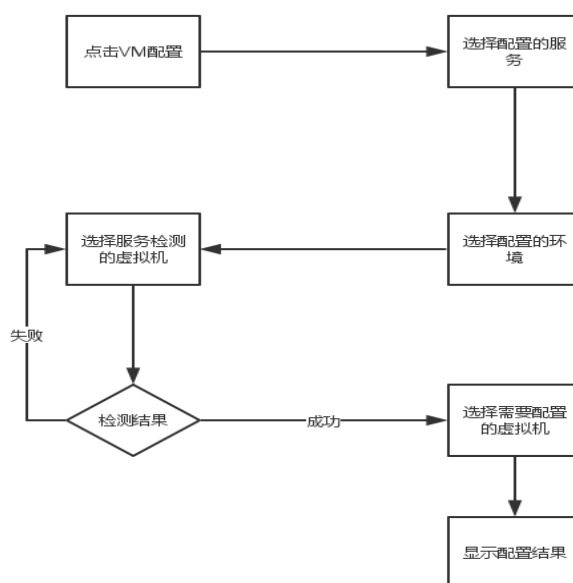 点击VM配置
选择配置的服
务
选择服务检测
的虚拟机
选择配置的环
境
失败
检测结果
成功
选择需要配置
的虚拟机
显示配置结果